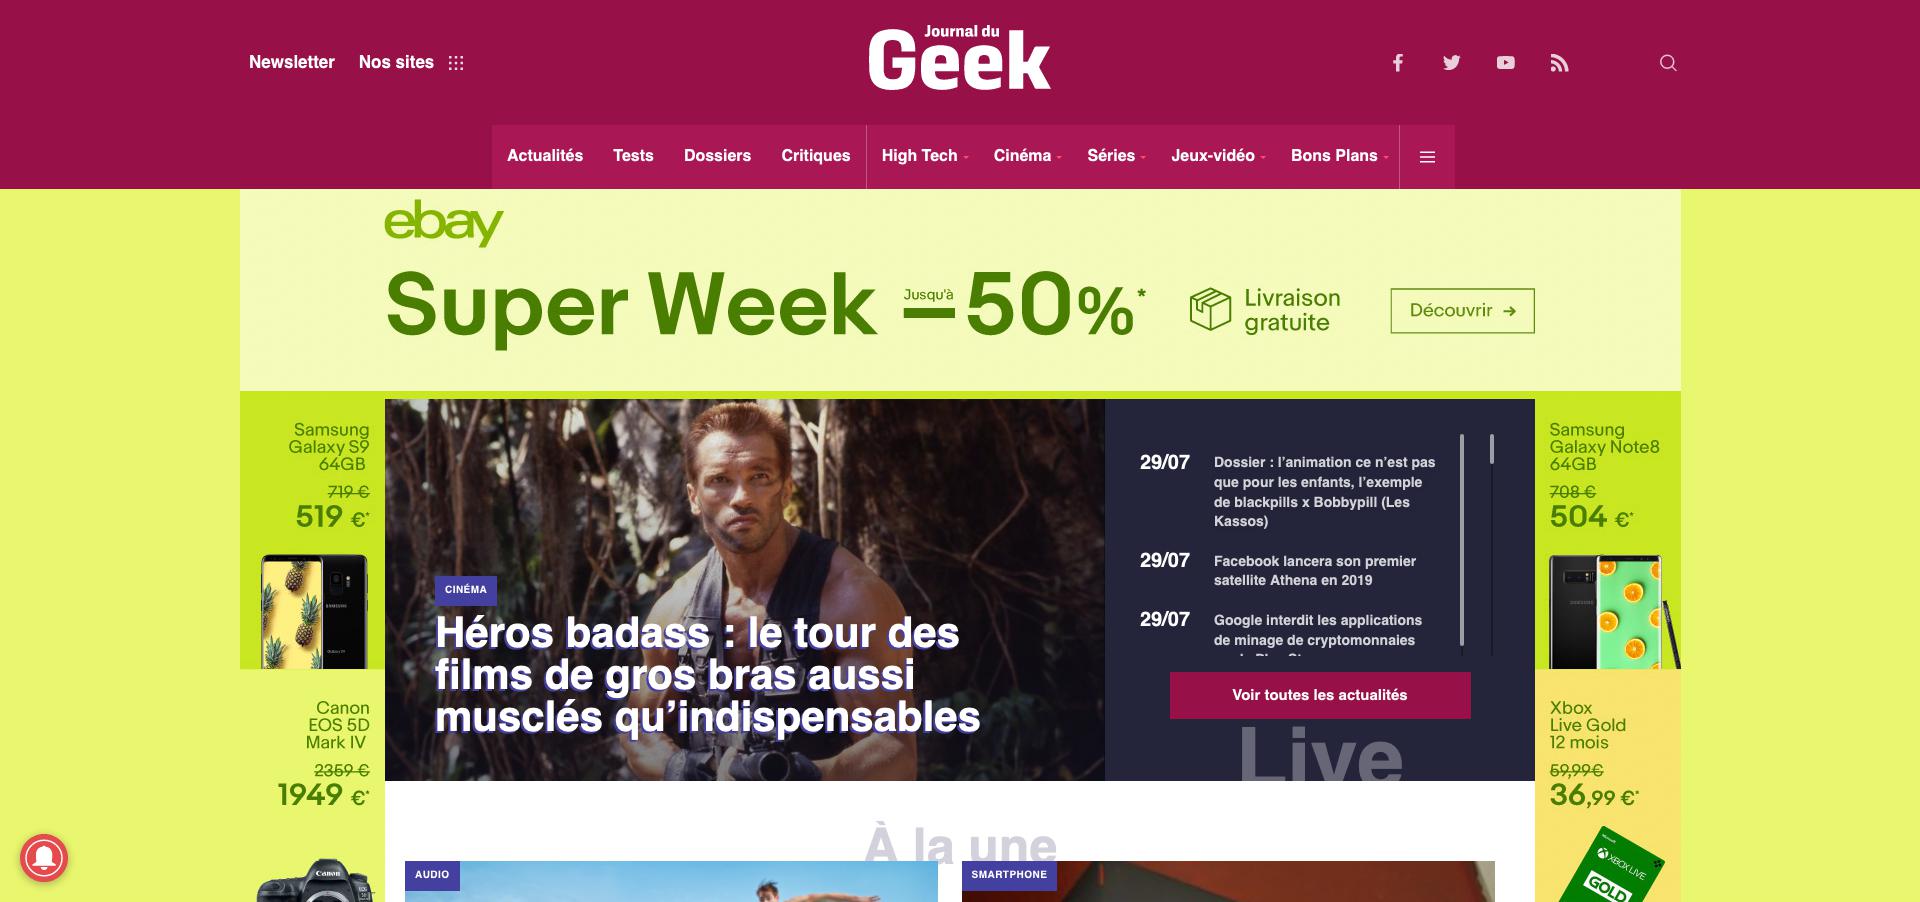 Newsletter
Nos sites
Journal du
Geek
Actualités
Tests
Dossiers
Critiques
High Tech
Cinéma
Séries
Jeux-vidéo
Bons Plans
ebay
Super Week
Jusqu'à
–50%*
Livraison
gratuite
Découvrir →
Samsung
Galaxy S9
64GB
719 €
519 €*
Canon
EOS 5D
Mark IV
2359 €
1949 €*
Canon
CINÉMA
Héros badass : le tour des
films de gros bras aussi
musclés qu’indispensables
29/07
Dossier : l’animation ce n’est pas
que pour les enfants, l’exemple
de blackpills x Bobbypill (Les
Kassos)
29/07
Facebook lancera son premier
satellite Athena en 2019
29/07
Google interdit les applications
de minage de cryptomonnaies
Voir toutes les actualités
Live
Samsung
Galaxy Note8
64GB
708 €
504 €*
Xbox
Live Gold
12 mois
59,99€
36,99 €*
XBOX LIVE
GOLD
À la une
AUDIO
SMARTPHONE